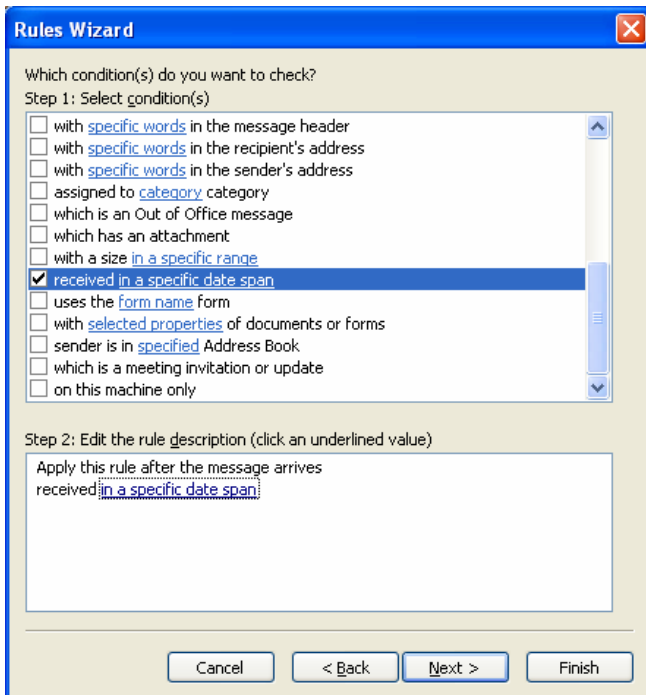 Rules Wizard
Which condition(s) do you want to check?
Step 1: Select condition(s)
with specific words in the message header
with specific words in the recipient's address
with specific words in the sender's address
assigned to category category
which is an Out of Office message
which has an attachment
with a size in a specific range
received in a specific date span
uses the form name form
with selected properties of documents or forms
sender is in specified Address Book
which is a meeting invitation or update
on this machine only
Step 2: Edit the rule description (click an underlined value)
Apply this rule after the message arrives
received in a specific date span
Cancel < Back Next > Finish